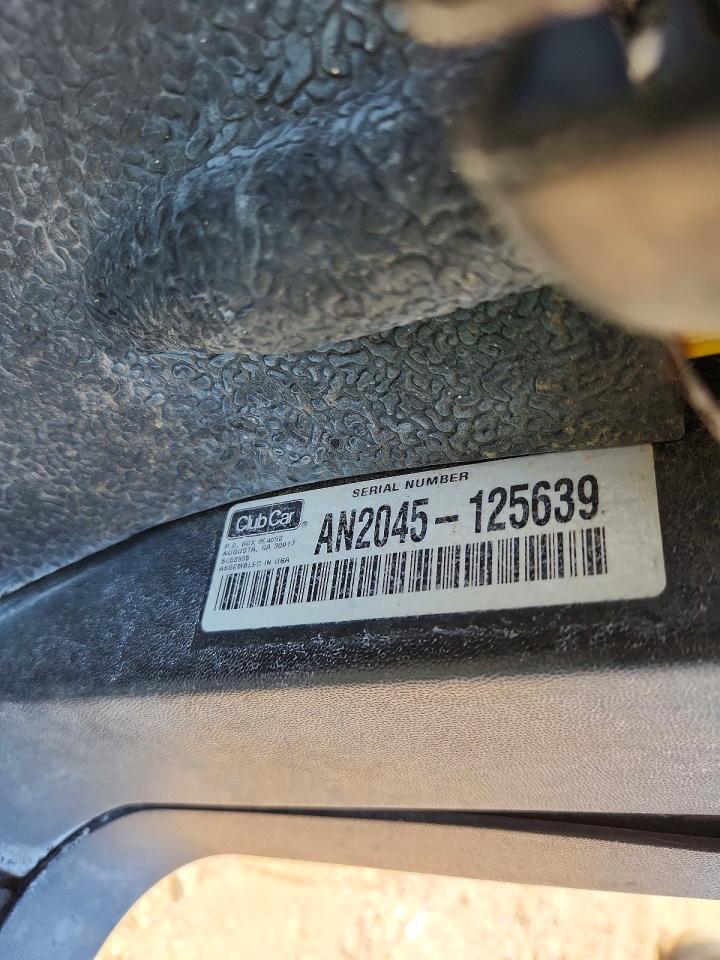 SERIAL NUMBER
Club Car
AN2045-125639
AUGUSTA, GA 30917
ASSEMBLED IN USA